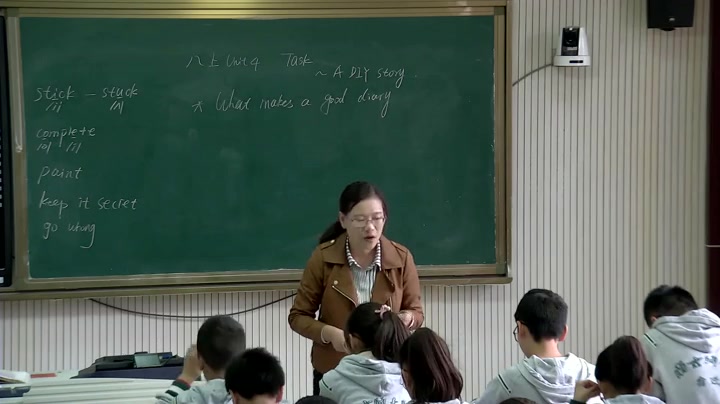 八上 Unit 4 Task
~ A DIY story
* What makes a good diary
stick - stuck
/ɪ/ /ʌ/
complete
/ə/ /iː/
paint
keep it secret
go wrong